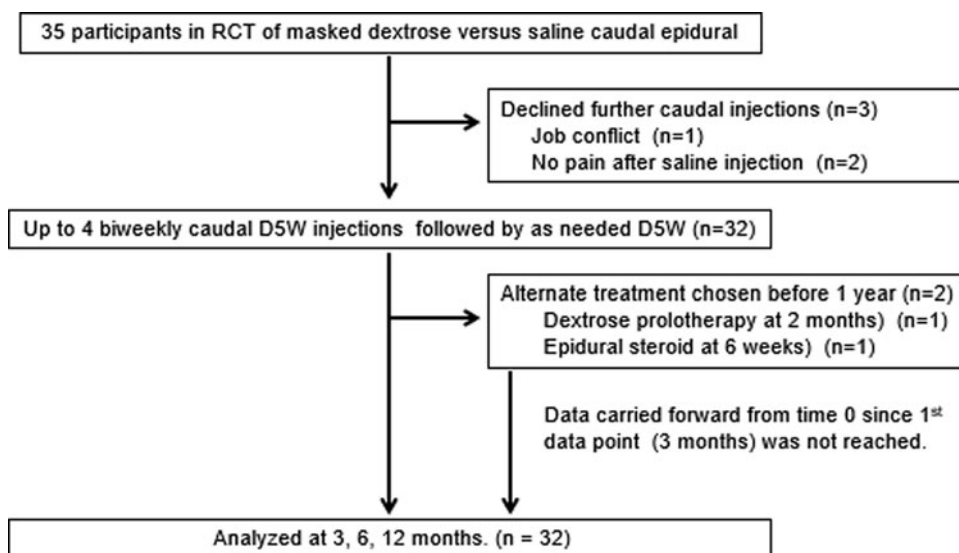 35 participants in RCT of masked dextrose versus saline caudal epidural
Declined further caudal injections (n=3)
Job conflict (n=1)
No pain after saline injection (n=2)
Up to 4 biweekly caudal D5W injections followed by as needed D5W (n=32)
Alternate treatment chosen before 1 year (n=2)
Dextrose prolotherapy at 2 months) (n=1)
Epidural steroid at 6 weeks) (n=1)
Data carried forward from time 0 since 1st
data point (3 months) was not reached.
Analyzed at 3, 6, 12 months. (n = 32)